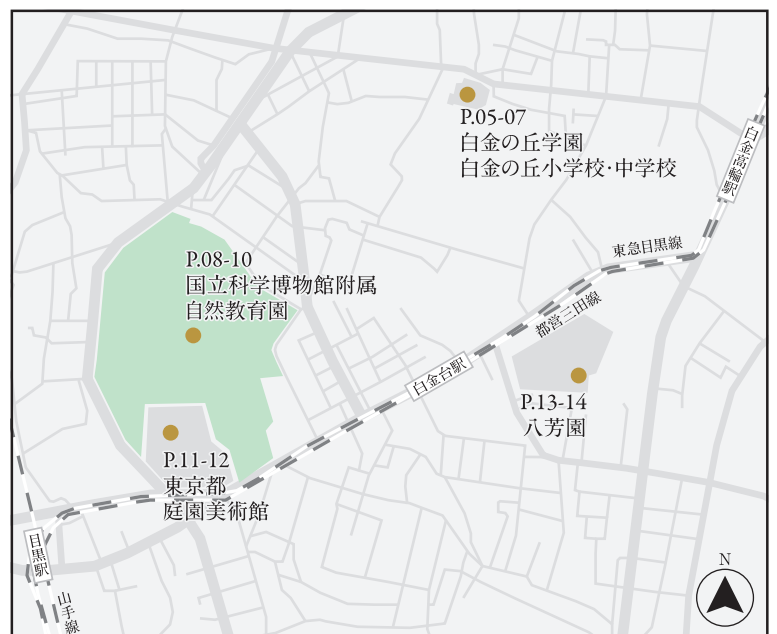 P.05-07
白金の丘学園
白金の丘小学校・中学校
白金高輪駅
東急目黒線
都営三田線
P.08-10
国立科学博物館附属
自然教育園
白金台駅
P.13-14
八芳園
P.11-12
東京都
庭園美術館
目黒駅
山手線
N